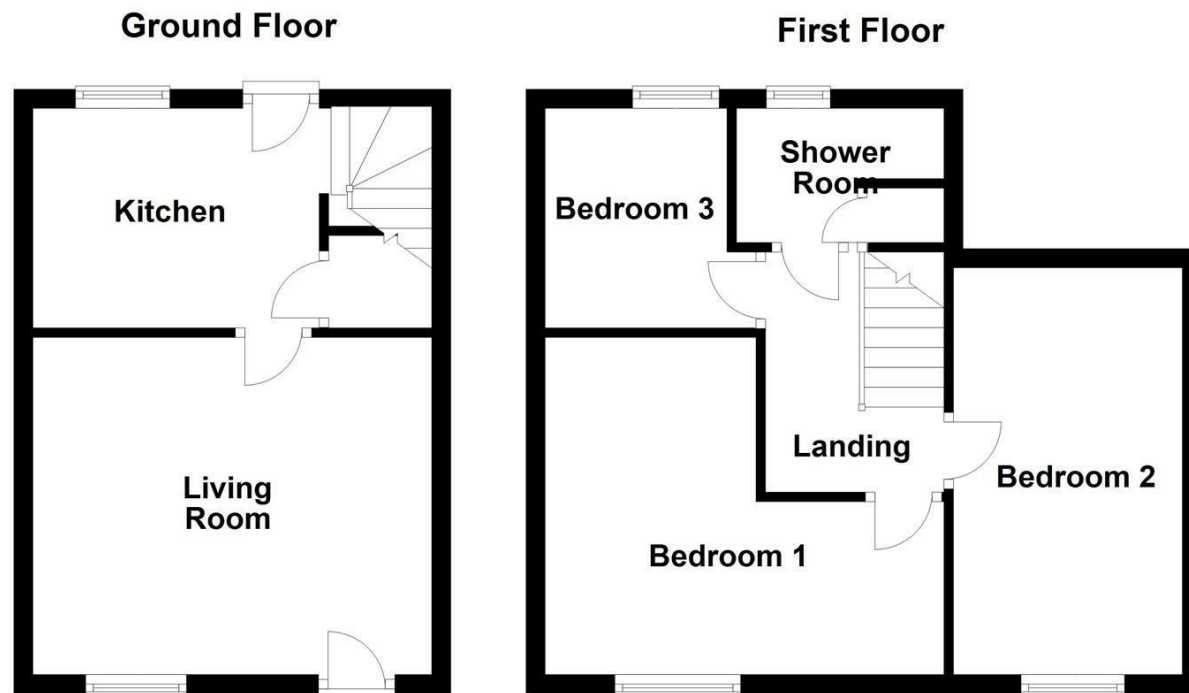 Ground Floor
Kitchen
Living
Room
First Floor
Shower
Room
Bedroom 3
Landing
Bedroom 2
Bedroom 1